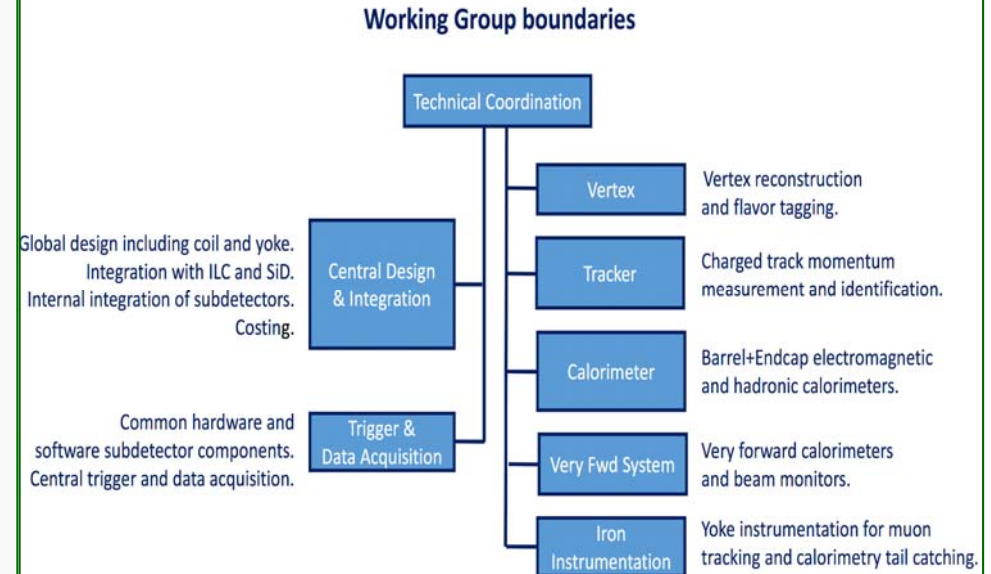 Working Group boundaries
Technical Coordination
Global design including coil and yoke.
Integration with ILC and SiD.
Internal integration of subdetectors.
Costing.
Central Design
& Integration
Common hardware and
software subdetector components.
Central trigger and data acquisition.
Trigger &
Data Acquisition
Vertex
Vertex reconstruction
and flavor tagging.
Tracker
Charged track momentum
measurement and identification.
Calorimeter
Barrel+Endcap electromagnetic
and hadronic calorimeters.
Very Fwd System
Very forward calorimeters
and beam monitors.
Iron
Instrumentation
Yoke instrumentation for muon
tracking and calorimetry tail catching.